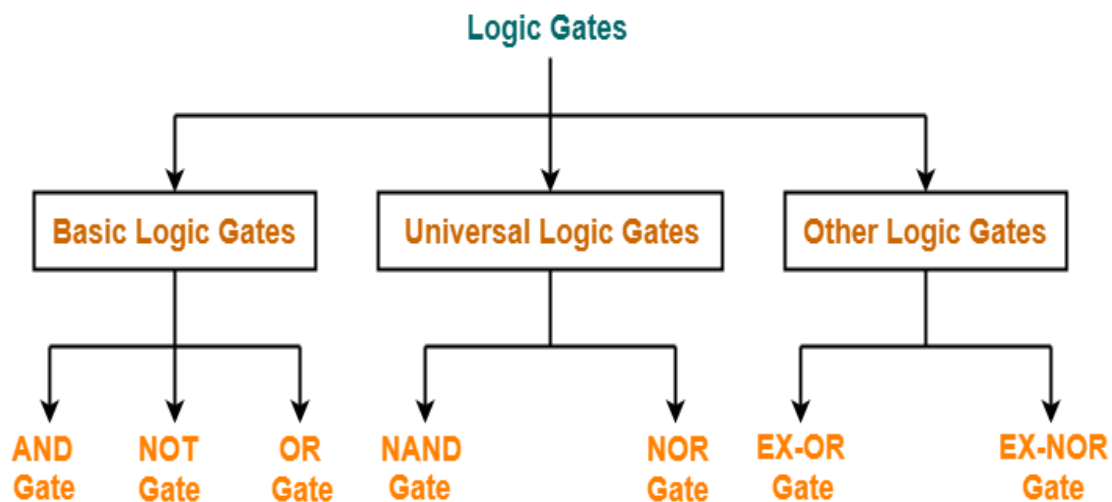 Logic Gates
Basic Logic Gates
Universal Logic Gates
Other Logic Gates
AND
Gate
NOT
Gate
OR
Gate
NAND
Gate
NOR
Gate
EX-OR
Gate
EX-NOR
Gate